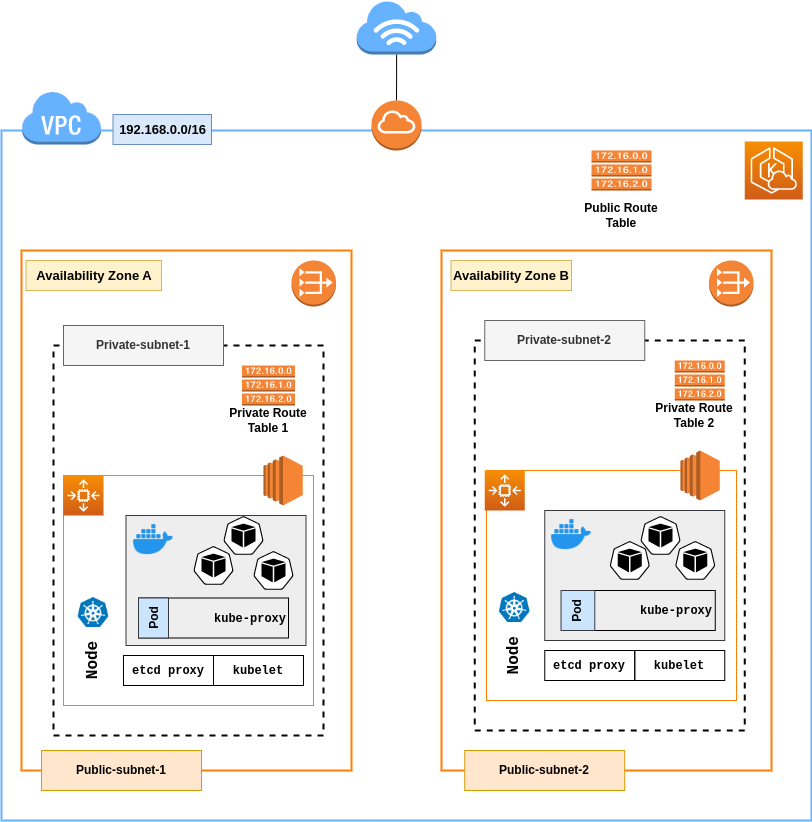 VPC
192.168.0.0/16
172.16.0.0
172.16.1.0
172.16.2.0
Public Route
Table
K
Availability Zone A
Private-subnet-1
172.16.0.0
172.16.1.0
172.16.2.0
Private Route
Table 1
Pod
kube-proxy
Node
etcd proxy
kubelet
Public-subnet-1
Availability Zone B
Private-subnet-2
172.16.0.0
172.16.1.0
172.16.2.0
Private Route
Table 2
Pod
kube-proxy
Node
etcd proxy
kubelet
Public-subnet-2